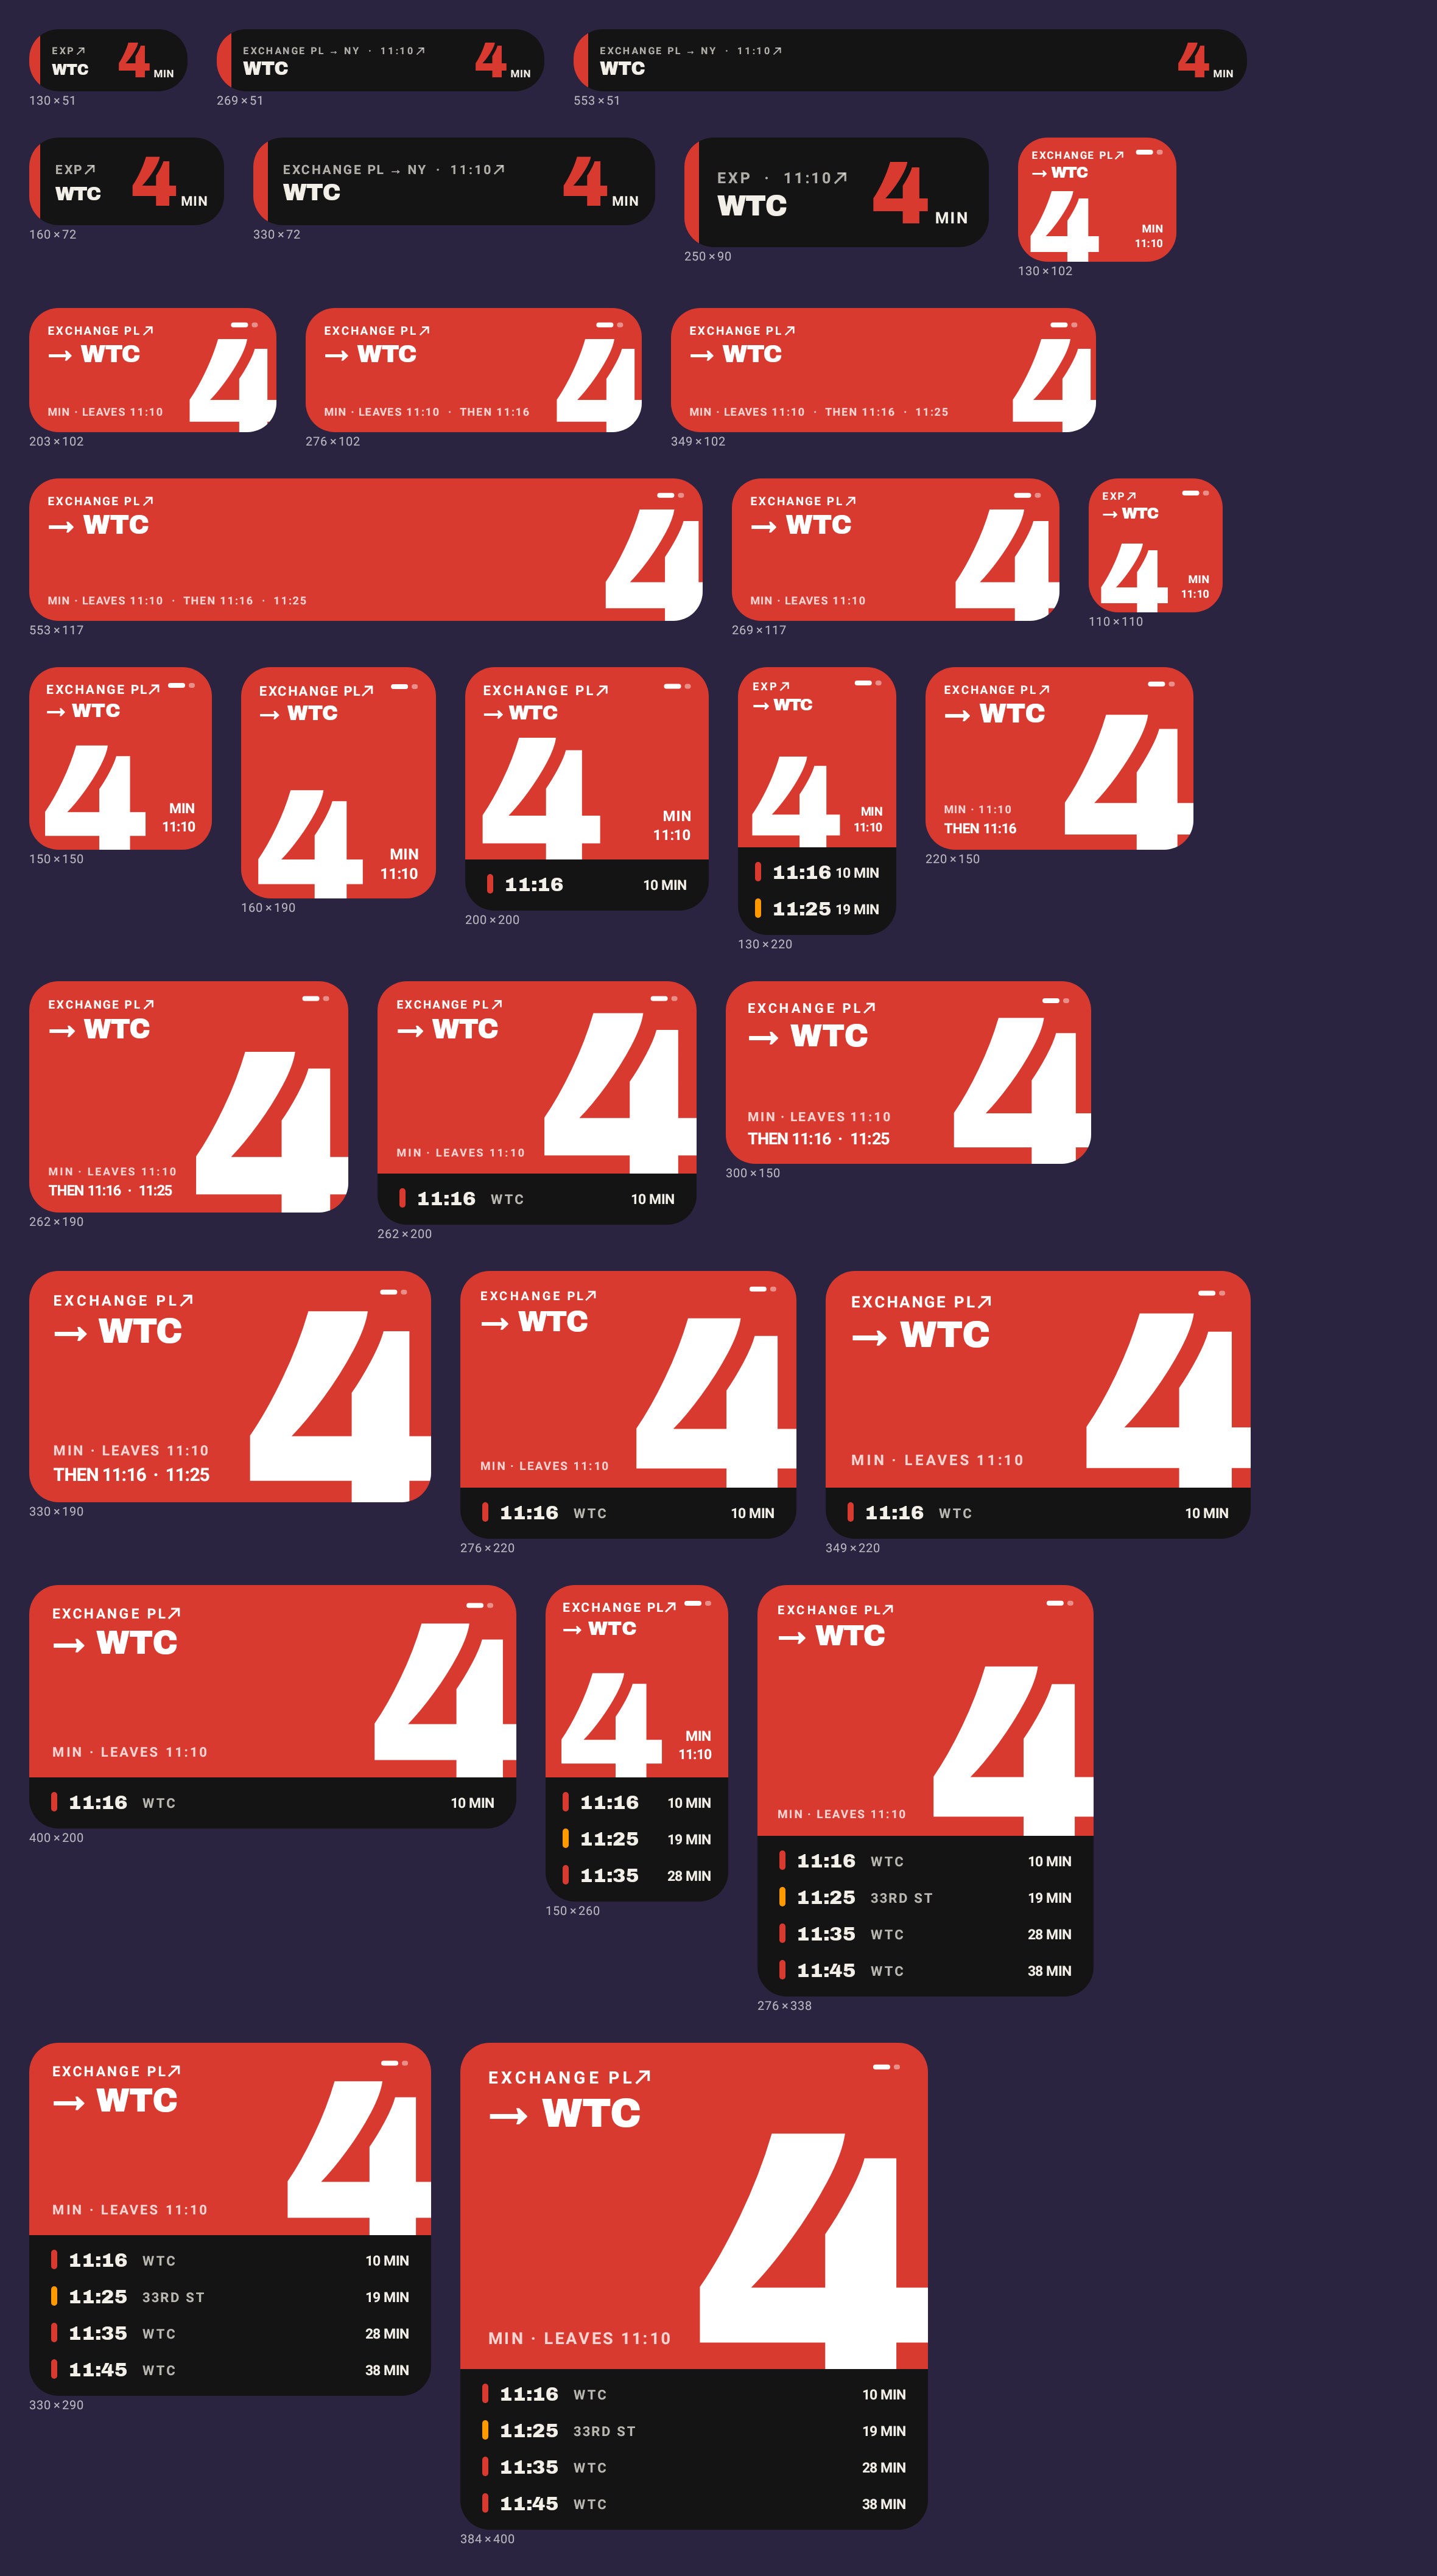 EXP↗
WTC
4 MIN
130×51
EXCHANGE PL → NY · 11:10↗
WTC
4 MIN
269×51
EXCHANGE PL → NY · 11:10↗
WTC
4 MIN
553×51
EXP↗
WTC
4 MIN
160×72
EXCHANGE PL → NY · 11:10↗
WTC
4 MIN
330×72
EXP · 11:10↗
WTC
4 MIN
250×90
EXCHANGE PL↗
→ WTC
4
MIN
11:10
130×102
EXCHANGE PL↗
→ WTC
4
MIN · LEAVES 11:10
203×102
EXCHANGE PL↗
→ WTC
4
MIN · LEAVES 11:10 · THEN 11:16
276×102
EXCHANGE PL↗
→ WTC
4
MIN · LEAVES 11:10 · THEN 11:16 · 11:25
349×102
EXCHANGE PL↗
→ WTC
4
MIN · LEAVES 11:10 · THEN 11:16 · 11:25
553×117
EXCHANGE PL↗
→ WTC
4
MIN · LEAVES 11:10
269×117
EXP↗
→ WTC
4
MIN
11:10
110×110
EXCHANGE PL↗
→ WTC
4
MIN
11:10
150×150
EXCHANGE PL↗
→ WTC
4
MIN
11:10
160×190
EXCHANGE PL↗
→ WTC
4
MIN
11:10
11:16 10 MIN
200×200
EXP↗
→ WTC
4
MIN
11:10
11:16 10 MIN
11:25 19 MIN
130×220
EXCHANGE PL↗
→ WTC
4
MIN · 11:10
THEN 11:16
220×150
EXCHANGE PL↗
→ WTC
4
MIN · LEAVES 11:10
THEN 11:16 · 11:25
262×190
EXCHANGE PL↗
→ WTC
4
MIN · LEAVES 11:10
11:16 WTC 10 MIN
262×200
EXCHANGE PL↗
→ WTC
4
MIN · LEAVES 11:10
THEN 11:16 · 11:25
300×150
EXCHANGE PL↗
→ WTC
4
MIN · LEAVES 11:10
THEN 11:16 · 11:25
330×190
EXCHANGE PL↗
→ WTC
4
MIN · LEAVES 11:10
11:16 WTC 10 MIN
276×220
EXCHANGE PL↗
→ WTC
4
MIN · LEAVES 11:10
11:16 WTC 10 MIN
349×220
EXCHANGE PL↗
→ WTC
4
MIN · LEAVES 11:10
11:16 WTC 10 MIN
400×200
EXCHANGE PL↗
→ WTC
4
MIN
11:10
11:16 10 MIN
11:25 19 MIN
11:35 28 MIN
150×260
EXCHANGE PL↗
→ WTC
4
MIN · LEAVES 11:10
11:16 WTC 10 MIN
11:25 33RD ST 19 MIN
11:35 WTC 28 MIN
11:45 WTC 38 MIN
276×338
EXCHANGE PL↗
→ WTC
4
MIN · LEAVES 11:10
11:16 WTC 10 MIN
11:25 33RD ST 19 MIN
11:35 WTC 28 MIN
11:45 WTC 38 MIN
330×290
EXCHANGE PL↗
→ WTC
4
MIN · LEAVES 11:10
11:16 WTC 10 MIN
11:25 33RD ST 19 MIN
11:35 WTC 28 MIN
11:45 WTC 38 MIN
384×400